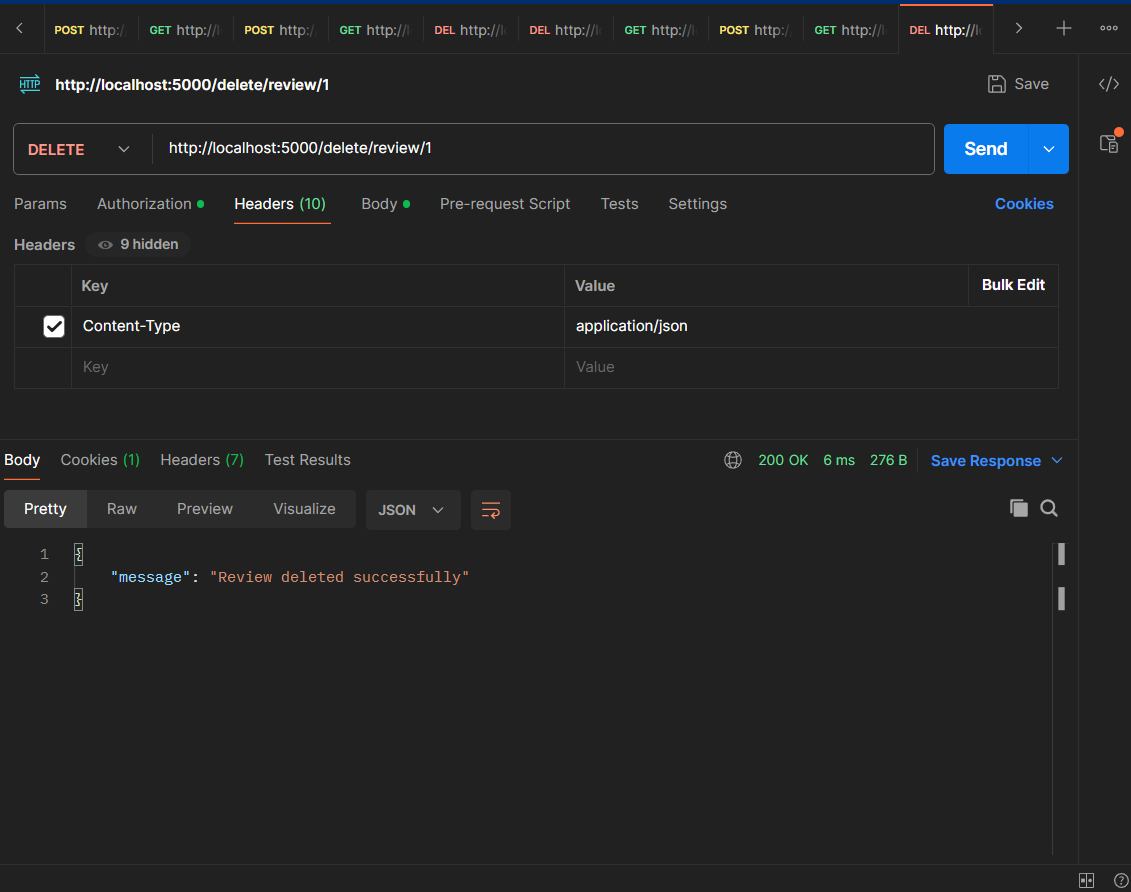 POST http:/ GET http://l POST http:/ GET http://l DEL http://l DEL http://l GET http://l POST http:/ GET http://l DEL http://l
HTTP http://localhost:5000/delete/review/1 Save </>
DELETE http://localhost:5000/delete/review/1 Send
Params Authorization Headers (10) Body Pre-request Script Tests Settings Cookies
Headers 9 hidden
Key Value Bulk Edit
Content-Type application/json
Key Value
Body Cookies (1) Headers (7) Test Results 200 OK 6 ms 276 B Save Response
Pretty Raw Preview Visualize JSON
1 {
2 "message": "Review deleted successfully"
3 }